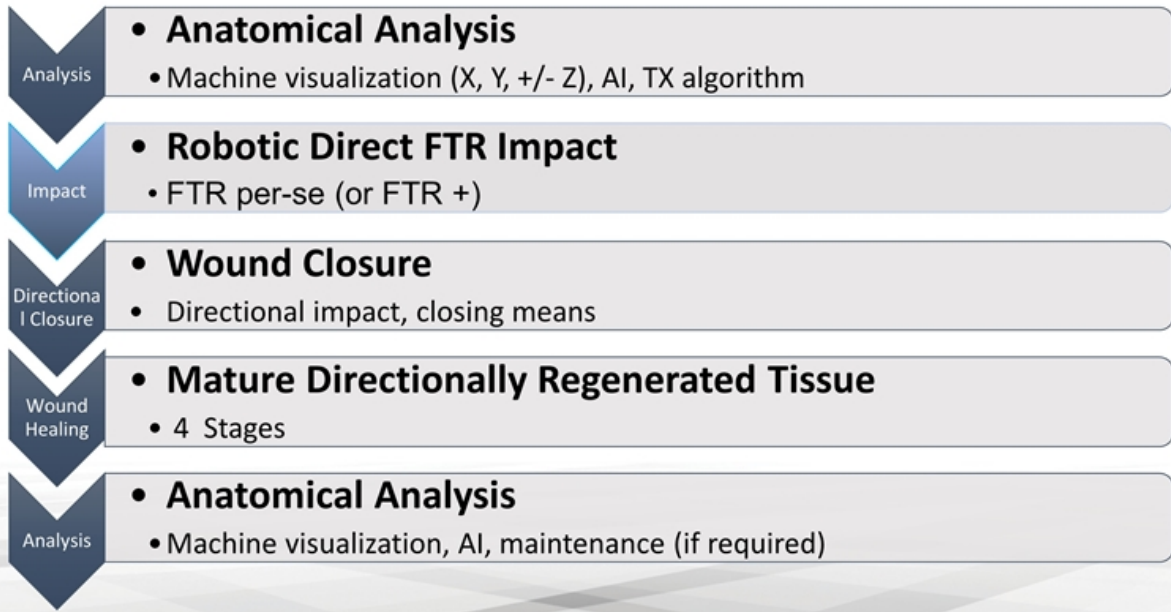 Analysis
• Anatomical Analysis
• Machine visualization (X, Y, +/- Z), AI, TX algorithm
Impact
• Robotic Direct FTR Impact
• FTR per-se (or FTR +)
Directiona
l Closure
• Wound Closure
• Directional impact, closing means
Wound
Healing
• Mature Directionally Regenerated Tissue
• 4 Stages
Analysis
• Anatomical Analysis
• Machine visualization, AI, maintenance (if required)